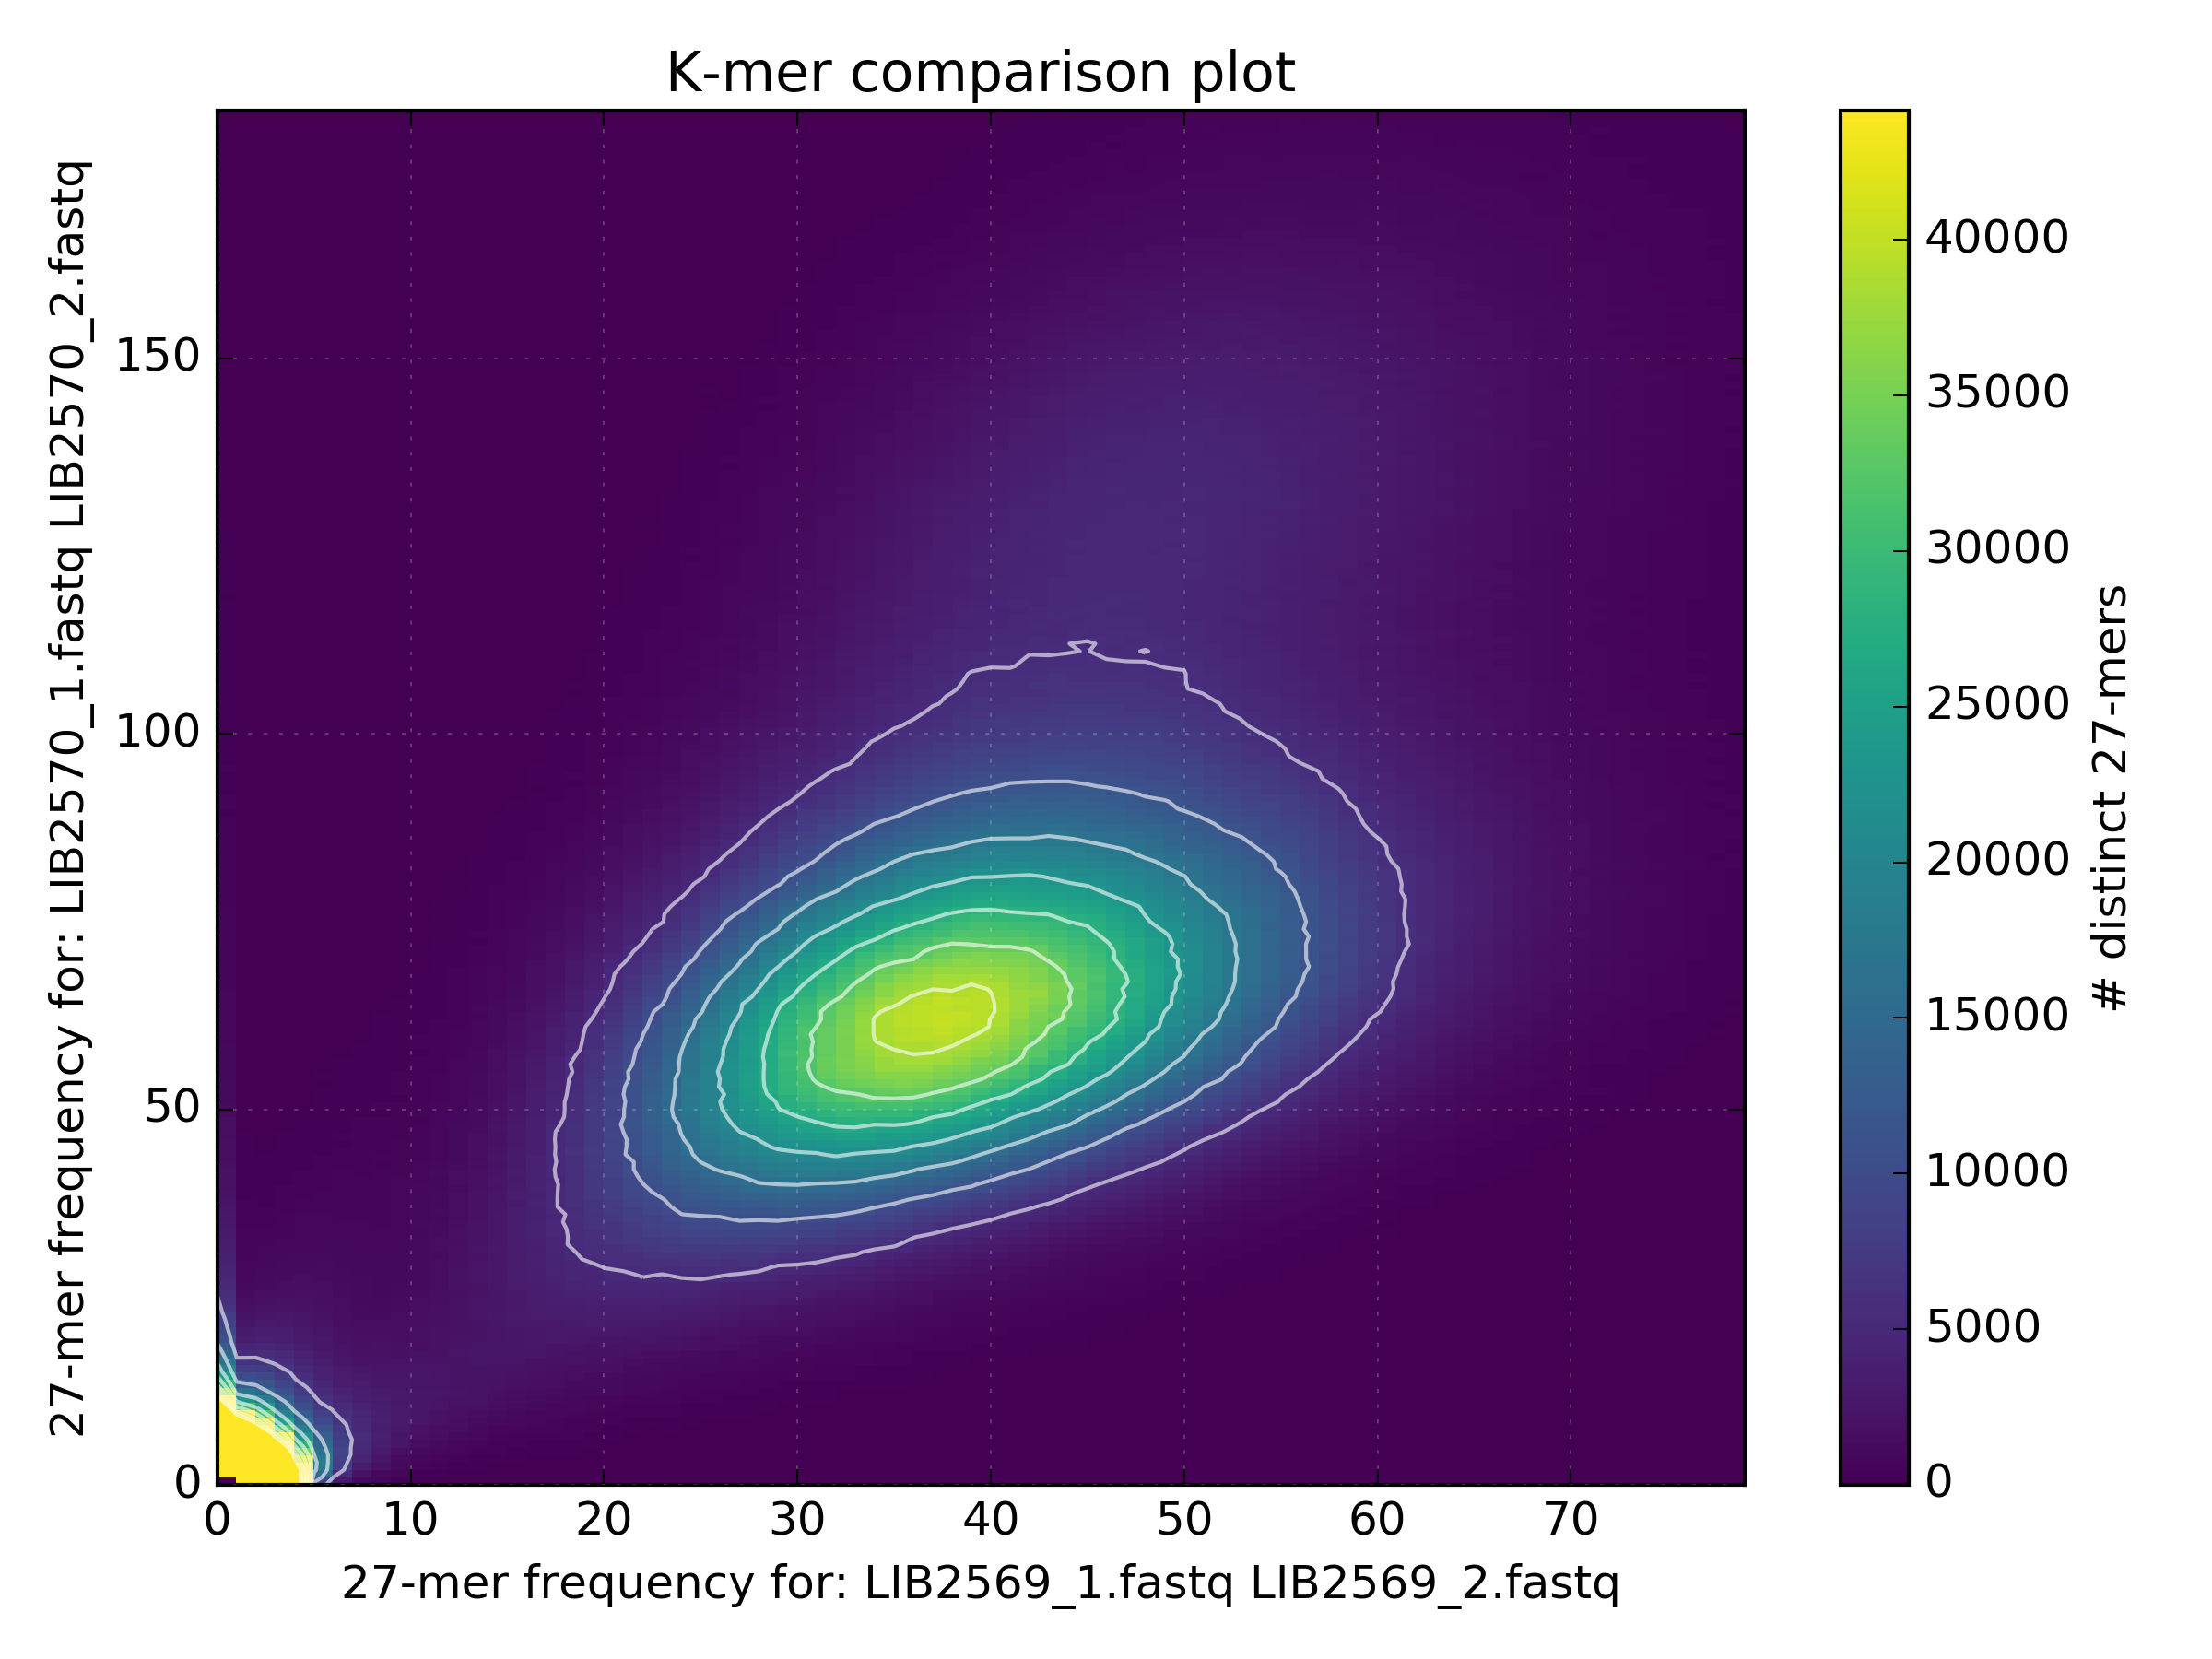 K-mer comparison plot
27-mer frequency for: LIB2570_1.fastq LIB2570_2.fastq
150
100
50
0
0 10 20 30 40 50 60 70
27-mer frequency for: LIB2569_1.fastq LIB2569_2.fastq
40000
35000
30000
25000
20000
15000
10000
5000
0
# distinct 27-mers